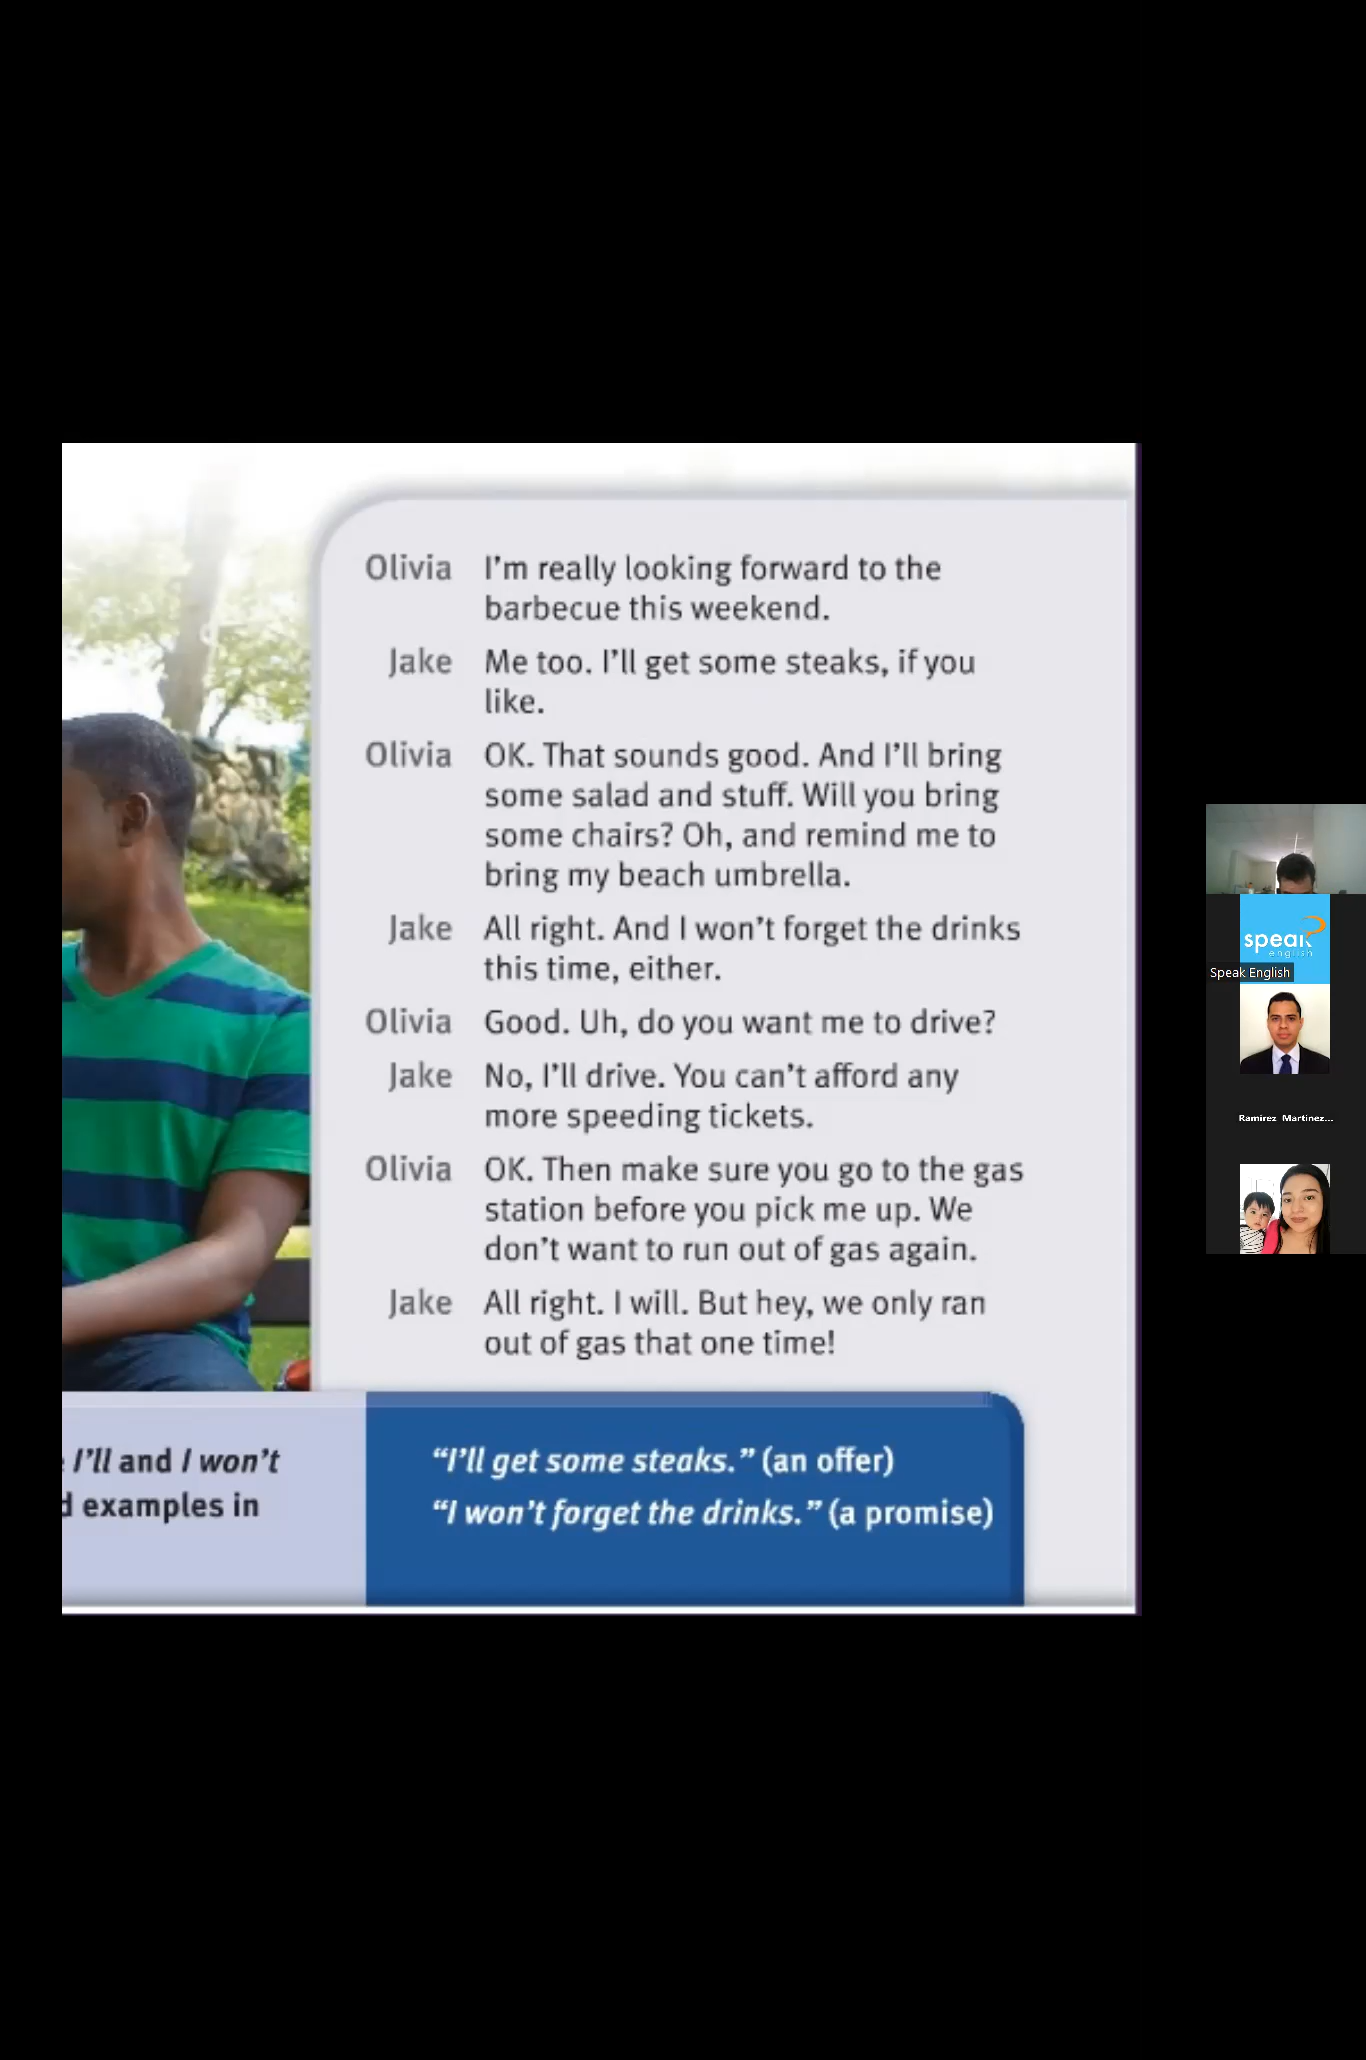 Olivia I'm really looking forward to the
barbecue this weekend.
Jake Me too. I'll get some steaks, if you
like.
Olivia OK. That sounds good. And I'll bring
some salad and stuff. Will you bring
some chairs? Oh, and remind me to
bring my beach umbrella.
Jake All right. And I won't forget the drinks
this time, either.
Olivia Good. Uh, do you want me to drive?
Jake No, I'll drive. You can't afford any
more speeding tickets.
Olivia OK. Then make sure you go to the gas
station before you pick me up. We
don't want to run out of gas again.
Jake All right. I will. But hey, we only ran
out of gas that one time!
I'll and I won't
examples in
“I'll get some steaks.” (an offer)
“I won't forget the drinks.” (a promise)
speak
english
Speak English
Ramirez Martinez...